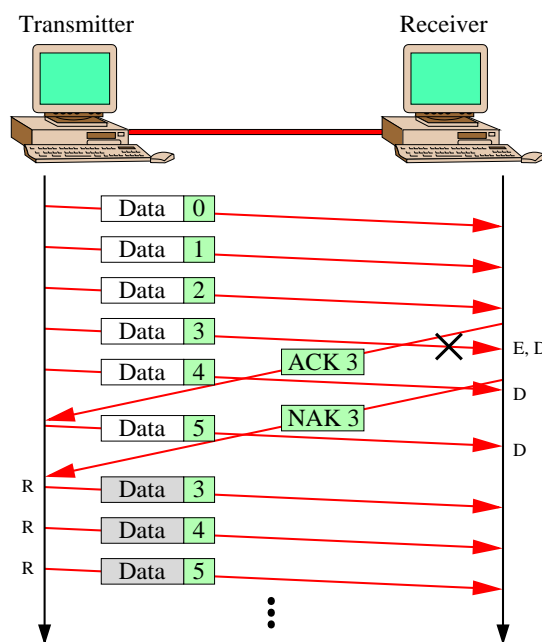 Transmitter
Receiver
Data 0
Data 1
Data 2
Data 3
E, D
ACK 3
Data 4
D
NAK 3
Data 5
D
R Data 3
R Data 4
R Data 5